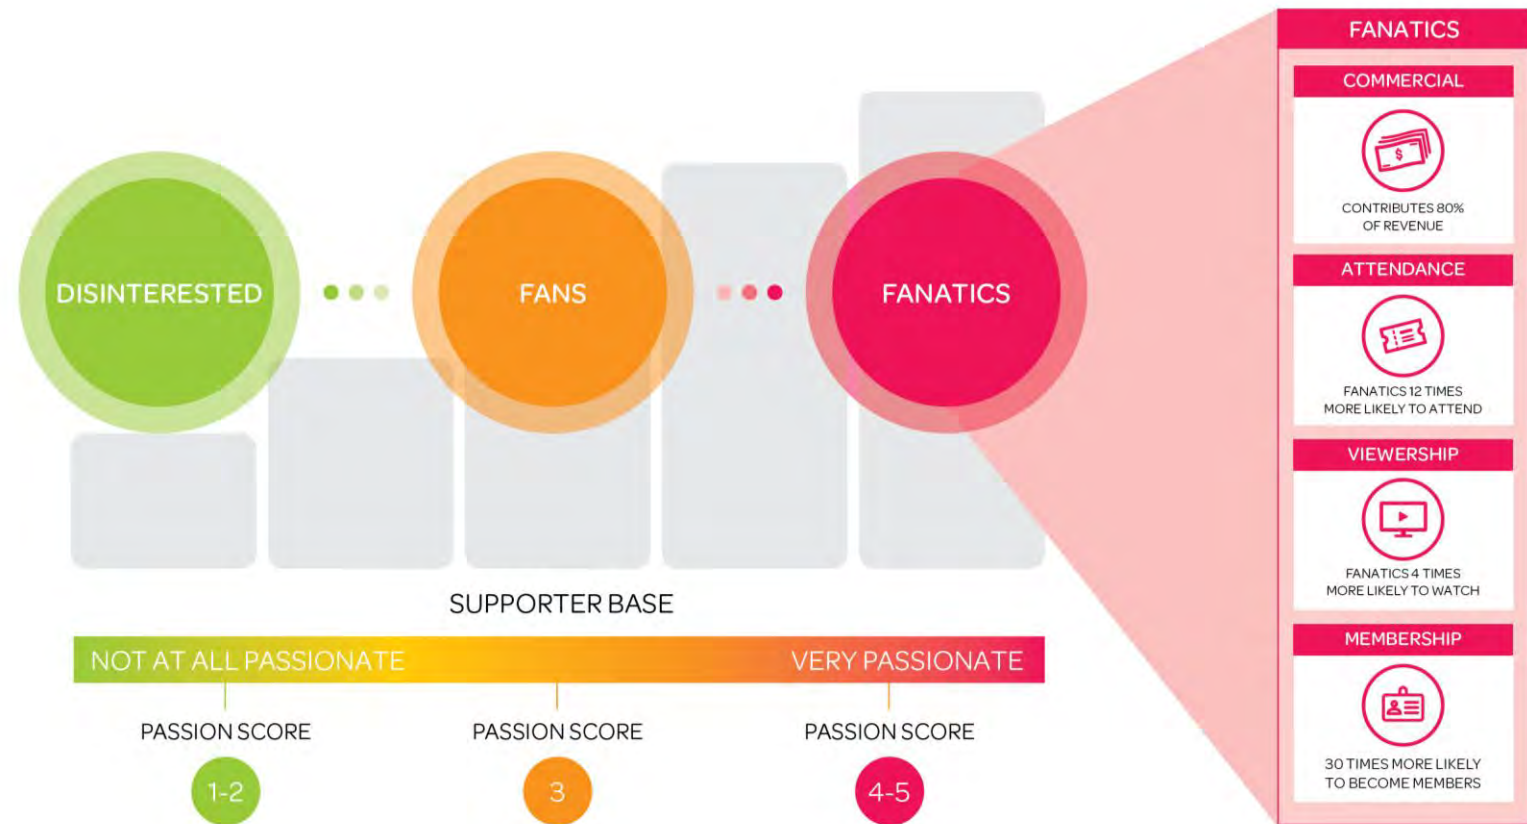 DISINTERESTED
FANS
FANATICS
SUPPORTER BASE
NOT AT ALL PASSIONATE
VERY PASSIONATE
PASSION SCORE
1-2
PASSION SCORE
3
PASSION SCORE
4-5
FANATICS
COMMERCIAL
$
CONTRIBUTES 80%
OF REVENUE
ATTENDANCE
FANATICS 12 TIMES
MORE LIKELY TO ATTEND
VIEWERSHIP
FANATICS 4 TIMES
MORE LIKELY TO WATCH
MEMBERSHIP
30 TIMES MORE LIKELY
TO BECOME MEMBERS